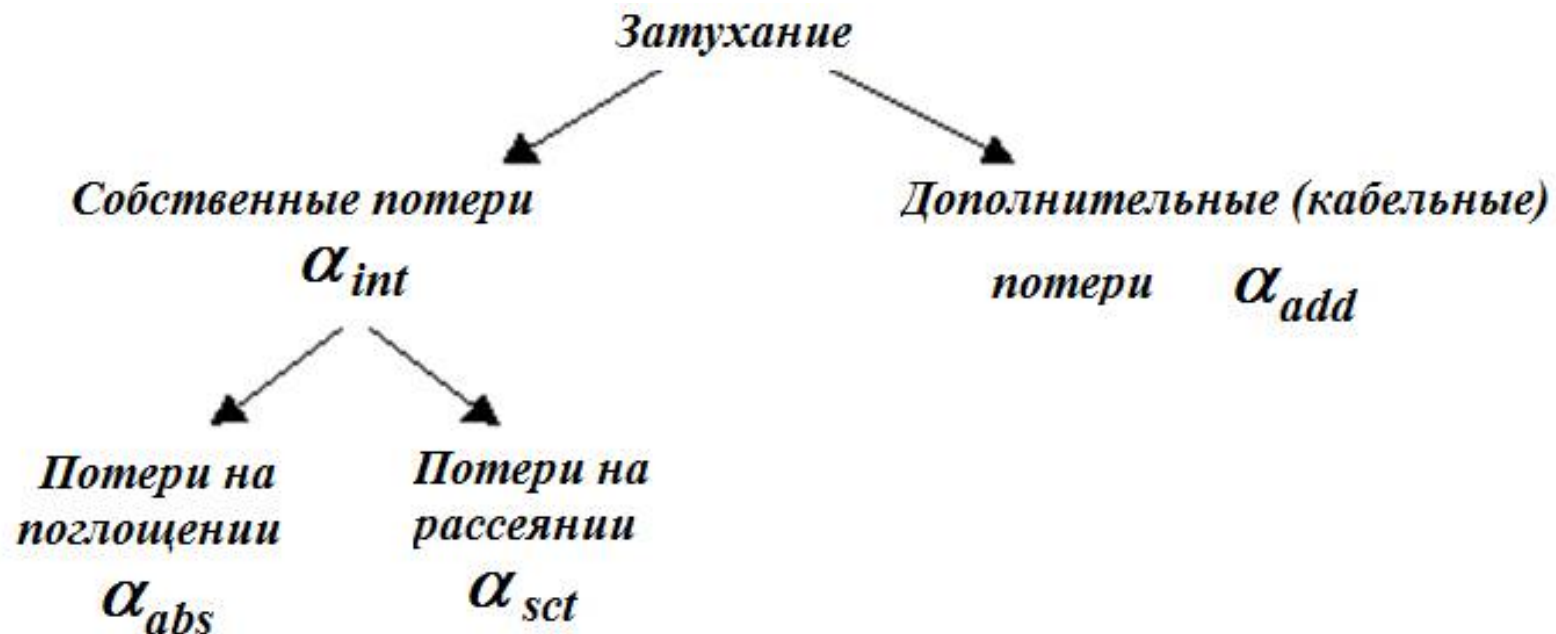 Затухание
Собственные потери
α int
Дополнительные (кабельные)
потери α add
Потери на
поглощении
α abs
Потери на
рассеянии
α sct